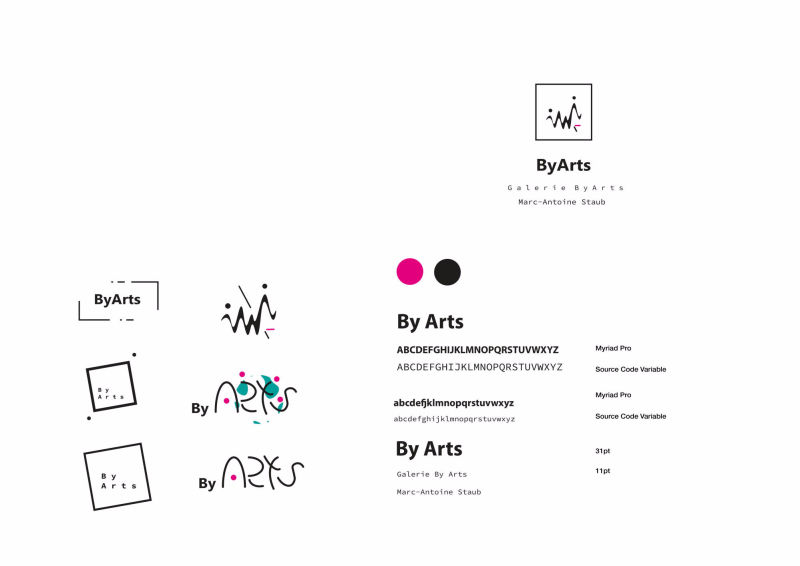 ByArts
Galerie ByArts
Marc-Antoine Staub
ByArts
By
Arts
By ARTS
By
Arts
By ARTS
By Arts
ABCDEFGHIJKLMNOPQRSTUVWXYZ Myriad Pro
ABCDEFGHIJKLMNOPQRSTUVWXYZ Source Code Variable
abcdefghijklmnopqrstuvwxyz Myriad Pro
abcdefghijklmnopqrstuvwxyz Source Code Variable
By Arts 31pt
Galerie By Arts 11pt
Marc-Antoine Staub